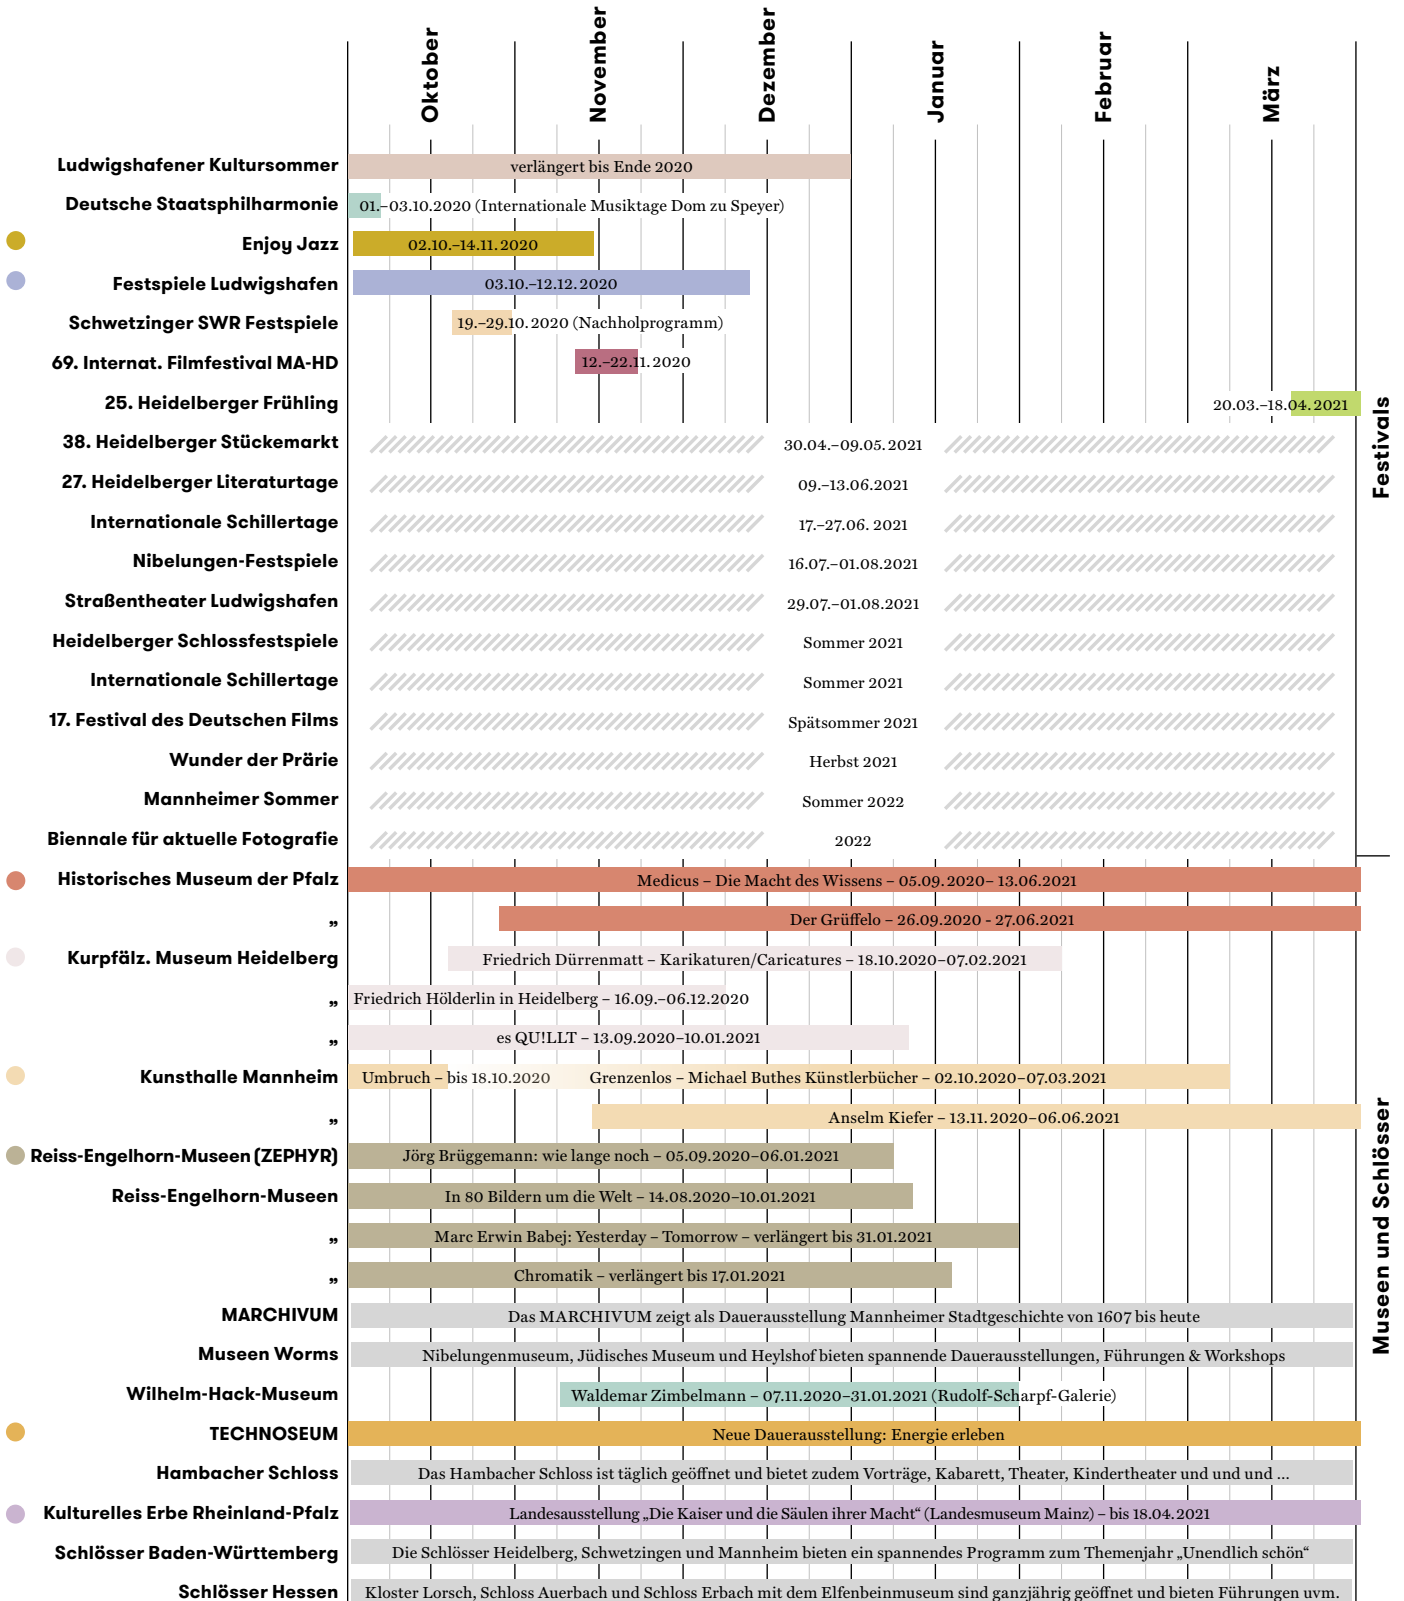 Oktober
November
Dezember
Januar
Februar
März
Ludwigshafener Kultursommer verlängert bis Ende 2020
Deutsche Staatsphilharmonie 01.–03.10.2020 (Internationale Musiktage Dom zu Speyer)
Enjoy Jazz 02.10.–14.11.2020
Festspiele Ludwigshafen 03.10.–12.12.2020
Schwetzinger SWR Festspiele 19.–29.10.2020 (Nachholprogramm)
69. Internat. Filmfestival MA-HD 12.–22.11.2020
25. Heidelberger Frühling 20.03.–18.04.2021
38. Heidelberger Stückemarkt 30.04.–09.05.2021
27. Heidelberger Literaturtage 09.–13.06.2021
Internationale Schillertage 17.–27.06. 2021
Nibelungen-Festspiele 16.07.–01.08.2021
Straßentheater Ludwigshafen 29.07.–01.08.2021
Heidelberger Schlossfestspiele Sommer 2021
Internationale Schillertage Sommer 2021
17. Festival des Deutschen Films Spätsommer 2021
Wunder der Prärie Herbst 2021
Mannheimer Sommer Sommer 2022
Biennale für aktuelle Fotografie 2022
Festivals
Historisches Museum der Pfalz Medicus – Die Macht des Wissens – 05.09.2020– 13.06.2021
„ Der Grüffelo – 26.09.2020 - 27.06.2021
Kurpfälz. Museum Heidelberg Friedrich Dürrenmatt – Karikaturen/Caricatures – 18.10.2020–07.02.2021
„ Friedrich Hölderlin in Heidelberg – 16.09.–06.12.2020
„ es QU!LLT – 13.09.2020–10.01.2021
Kunsthalle Mannheim Umbruch – bis 18.10.2020 Grenzenlos – Michael Buthes Künstlerbücher – 02.10.2020–07.03.2021
„ Anselm Kiefer – 13.11.2020–06.06.2021
Reiss-Engelhorn-Museen (ZEPHYR) Jörg Brüggemann: wie lange noch – 05.09.2020–06.01.2021
Reiss-Engelhorn-Museen In 80 Bildern um die Welt – 14.08.2020–10.01.2021
„ Marc Erwin Babej: Yesterday – Tomorrow – verlängert bis 31.01.2021
„ Chromatik – verlängert bis 17.01.2021
MARCHIVUM Das MARCHIVUM zeigt als Dauerausstellung Mannheimer Stadtgeschichte von 1607 bis heute
Museen Worms Nibelungenmuseum, Jüdisches Museum und Heylshof bieten spannende Dauerausstellungen, Führungen & Workshops
Wilhelm-Hack-Museum Waldemar Zimbelmann – 07.11.2020–31.01.2021 (Rudolf-Scharpf-Galerie)
TECHNOSEUM Neue Dauerausstellung: Energie erleben
Hambacher Schloss Das Hambacher Schloss ist täglich geöffnet und bietet zudem Vorträge, Kabarett, Theater, Kindertheater und und und ...
Kulturelles Erbe Rheinland-Pfalz Landesausstellung „Die Kaiser und die Säulen ihrer Macht“ (Landesmuseum Mainz) – bis 18.04.2021
Schlösser Baden-Württemberg Die Schlösser Heidelberg, Schwetzingen und Mannheim bieten ein spannendes Programm zum Themenjahr „Unendlich schön“
Schlösser Hessen Kloster Lorsch, Schloss Auerbach und Schloss Erbach mit dem Elfenbeinmuseum sind ganzjährig geöffnet und bieten Führungen uvm.
Museen und Schlösser